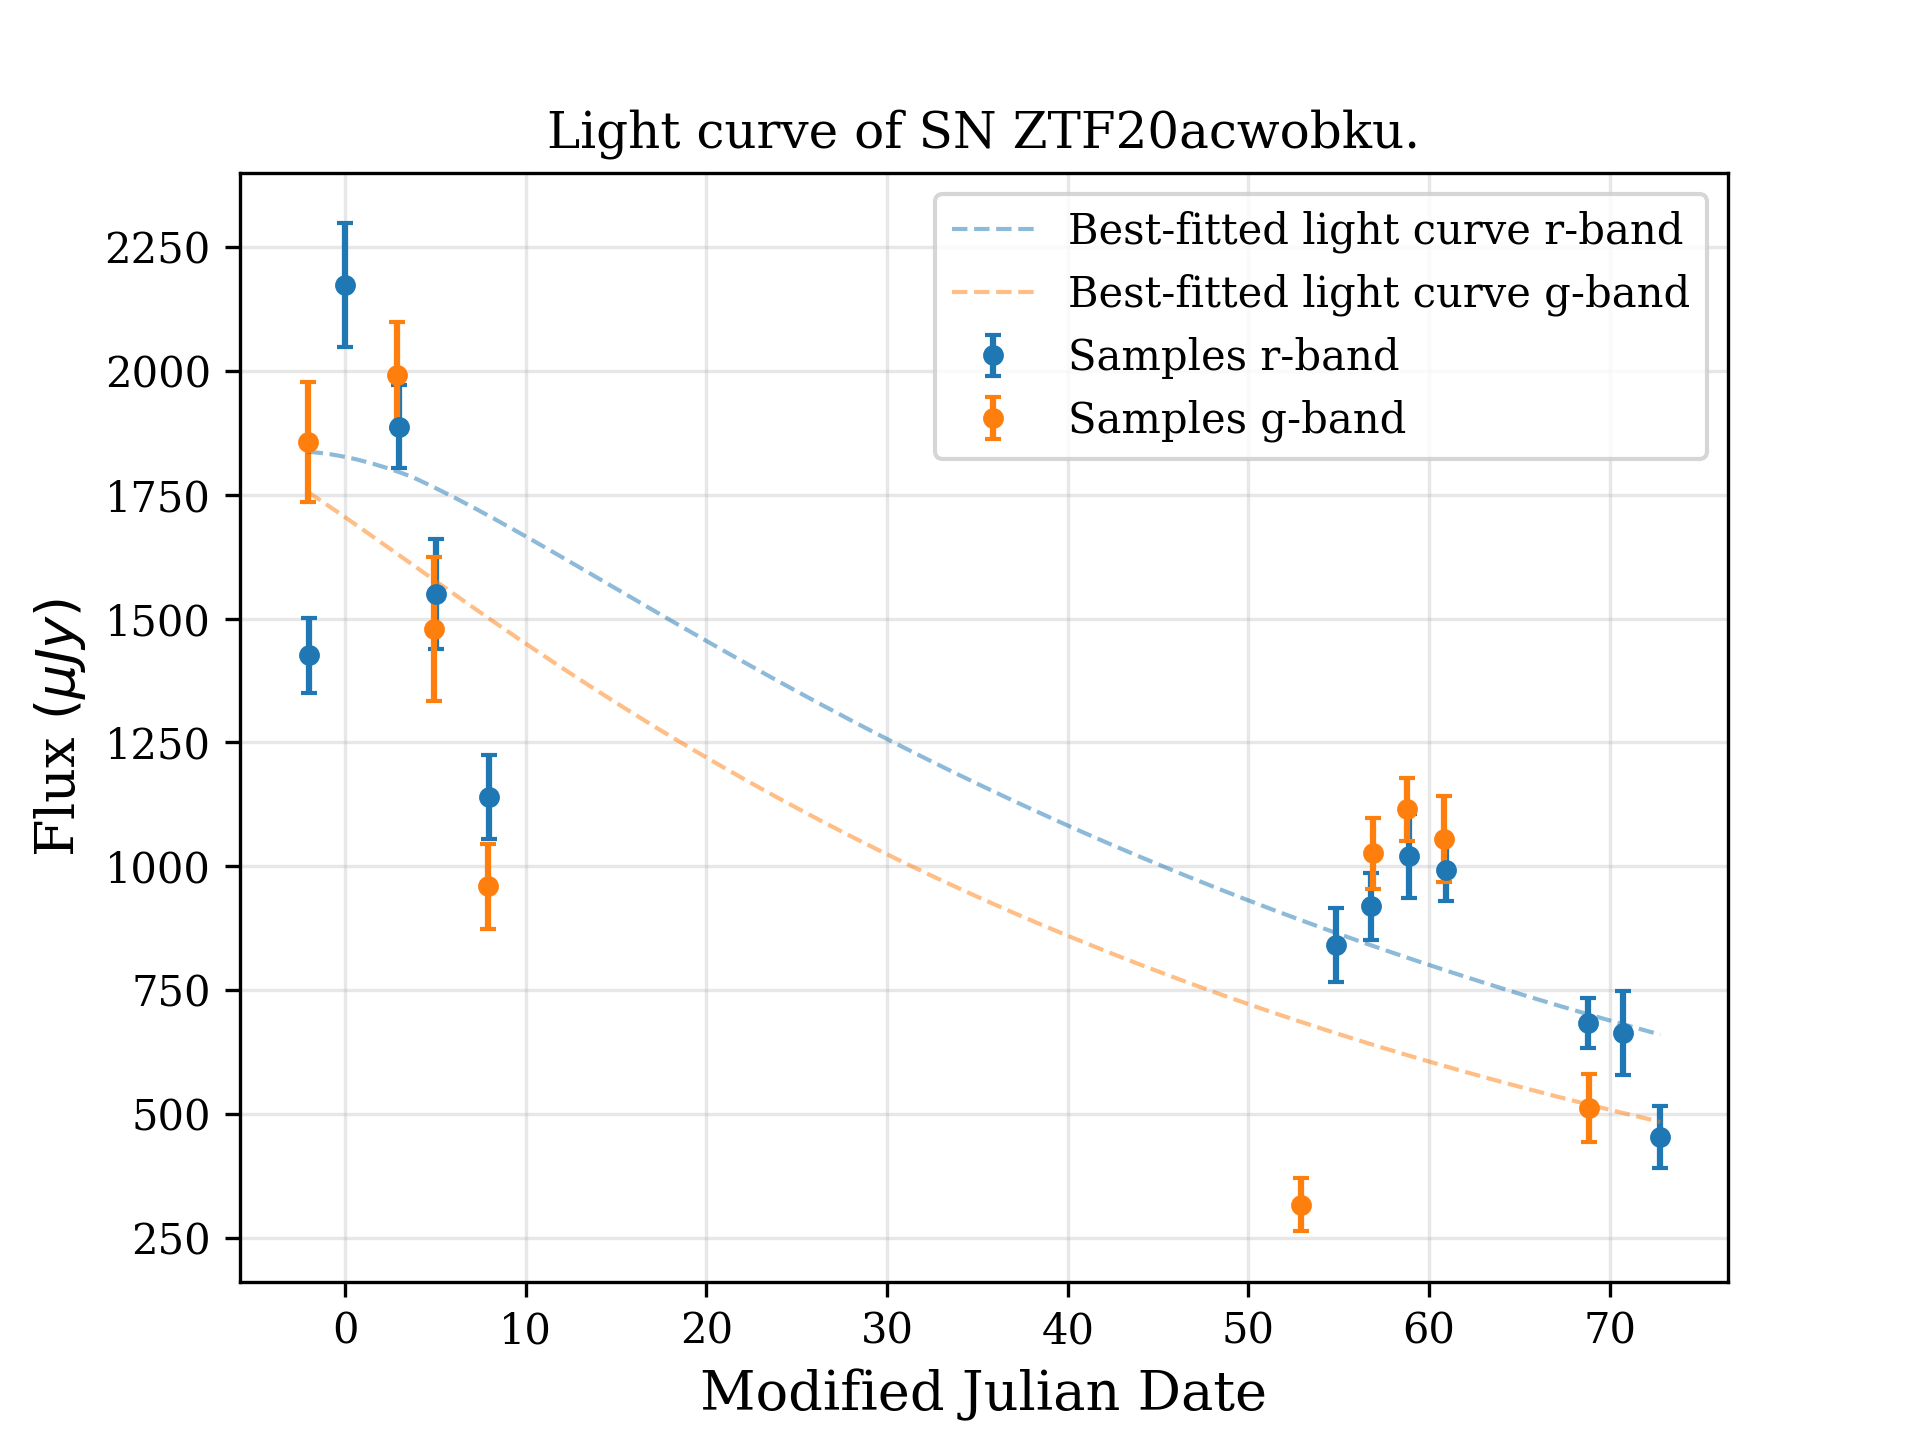 Light curve of SN ZTF20acwobku.
Best-fitted light curve r-band
Best-fitted light curve g-band
Samples r-band
Samples g-band
2250
2000
1750
1500
1250
1000
750
500
250
Flux (μJy)
0 10 20 30 40 50 60 70
Modified Julian Date